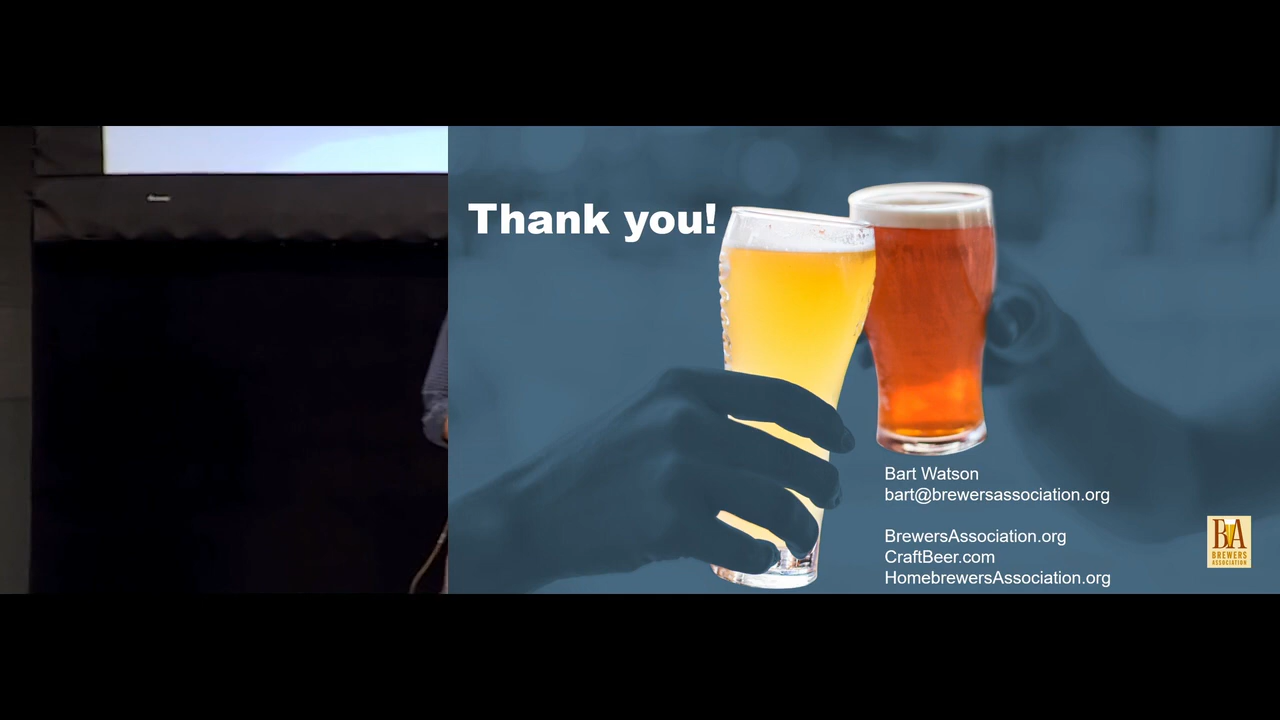 Thank you!
Bart Watson
bart@brewersassociation.org
BrewersAssociation.org
CraftBeer.com
HomebrewersAssociation.org
BA
BREWERS
ASSOCIATION